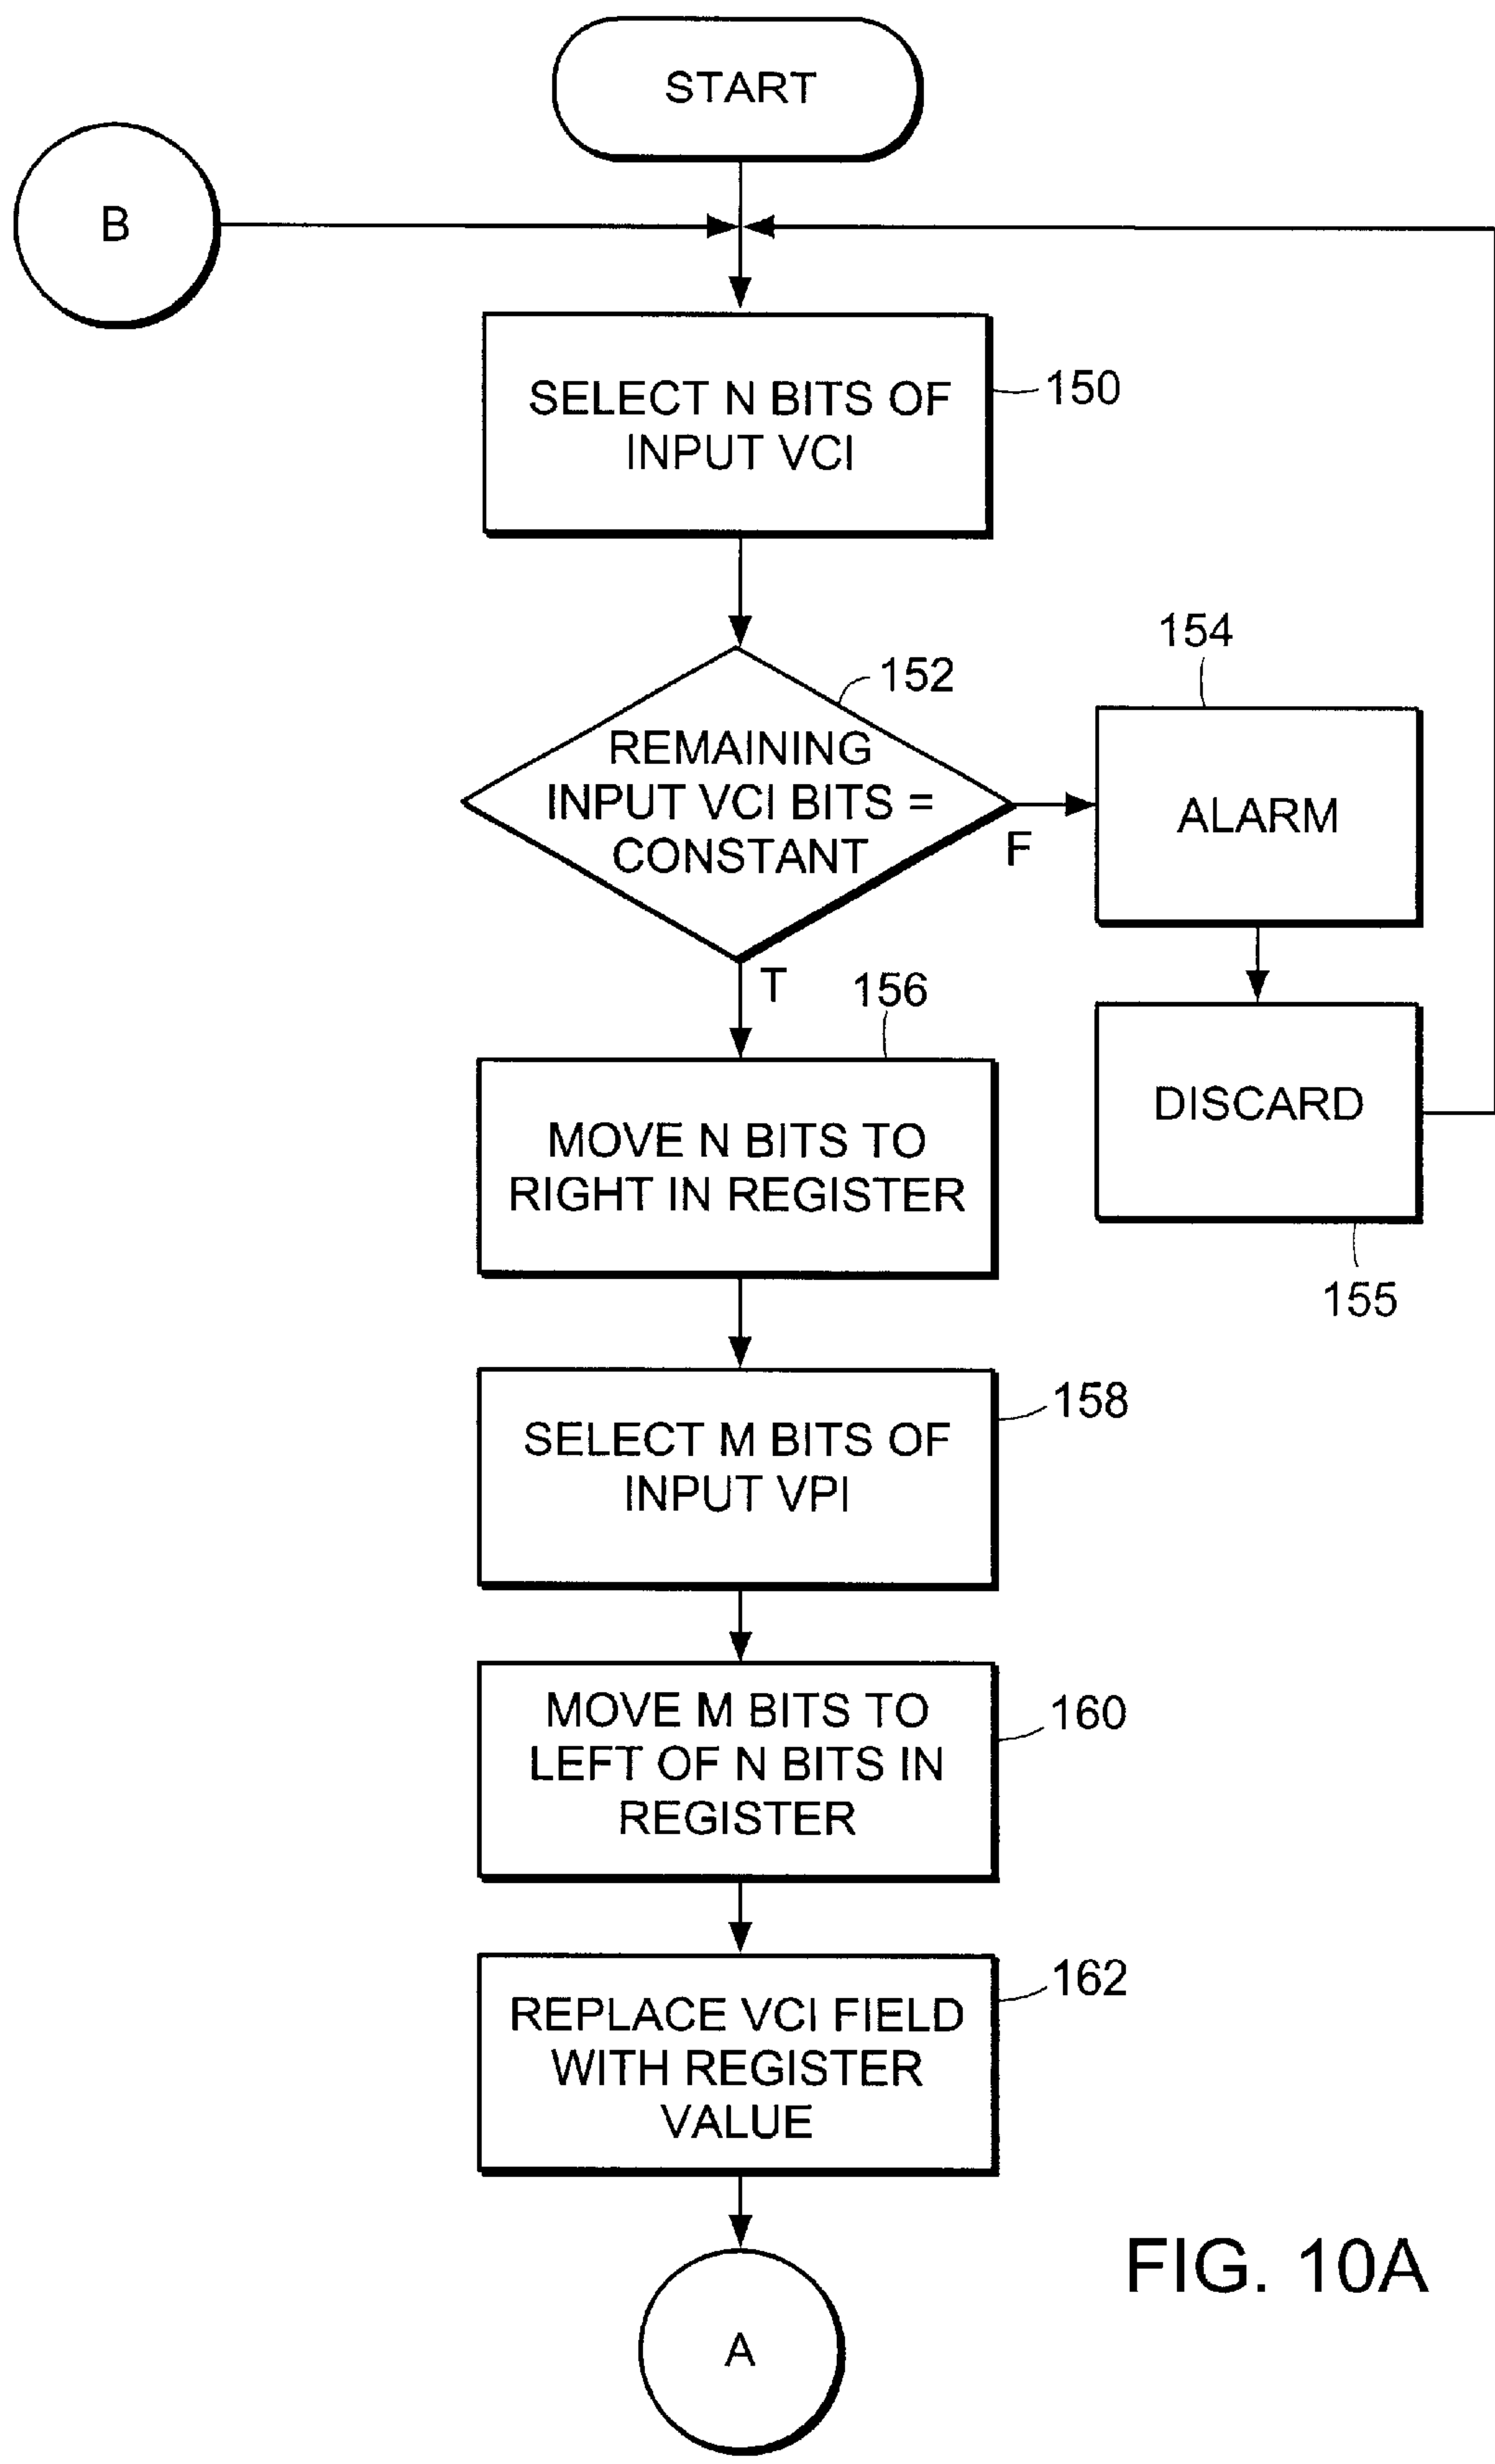 START
B
SELECT N BITS OF
INPUT VCI
150
152
REMAINING
INPUT VCI BITS =
CONSTANT
F
T
154
ALARM
DISCARD
155
156
MOVE N BITS TO
RIGHT IN REGISTER
158
SELECT M BITS OF
INPUT VPI
MOVE M BITS TO
LEFT OF N BITS IN
REGISTER
160
162
REPLACE VCI FIELD
WITH REGISTER
VALUE
A
FIG. 10A